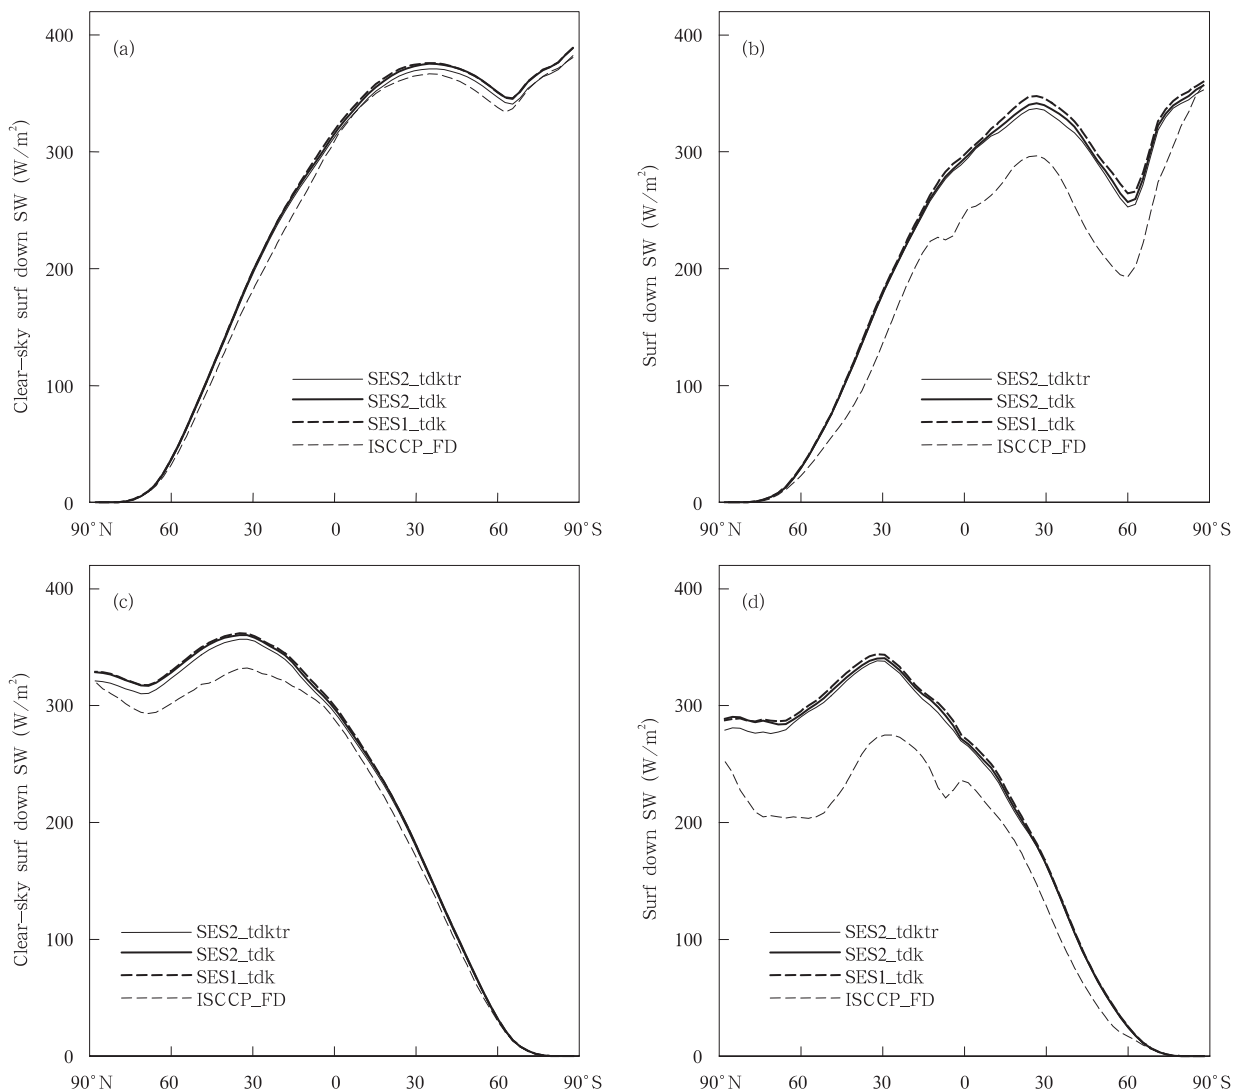 (a)
Clear-sky surf down SW (W/m²)
400
300
200
100
0
SES2_tdktr
SES2_tdk
SES1_tdk
ISCCP_FD
90°N 60 30 0 30 60 90°S
(b)
Surf down SW (W/m²)
400
300
200
100
0
SES2_tdktr
SES2_tdk
SES1_tdk
ISCCP_FD
90°N 60 30 0 30 60 90°S
(c)
Clear-sky surf down SW (W/m²)
400
300
200
100
0
SES2_tdktr
SES2_tdk
SES1_tdk
ISCCP_FD
90°N 60 30 0 30 60 90°S
(d)
Surf down SW (W/m²)
400
300
200
100
0
SES2_tdktr
SES2_tdk
SES1_tdk
ISCCP_FD
90°N 60 30 0 30 60 90°S